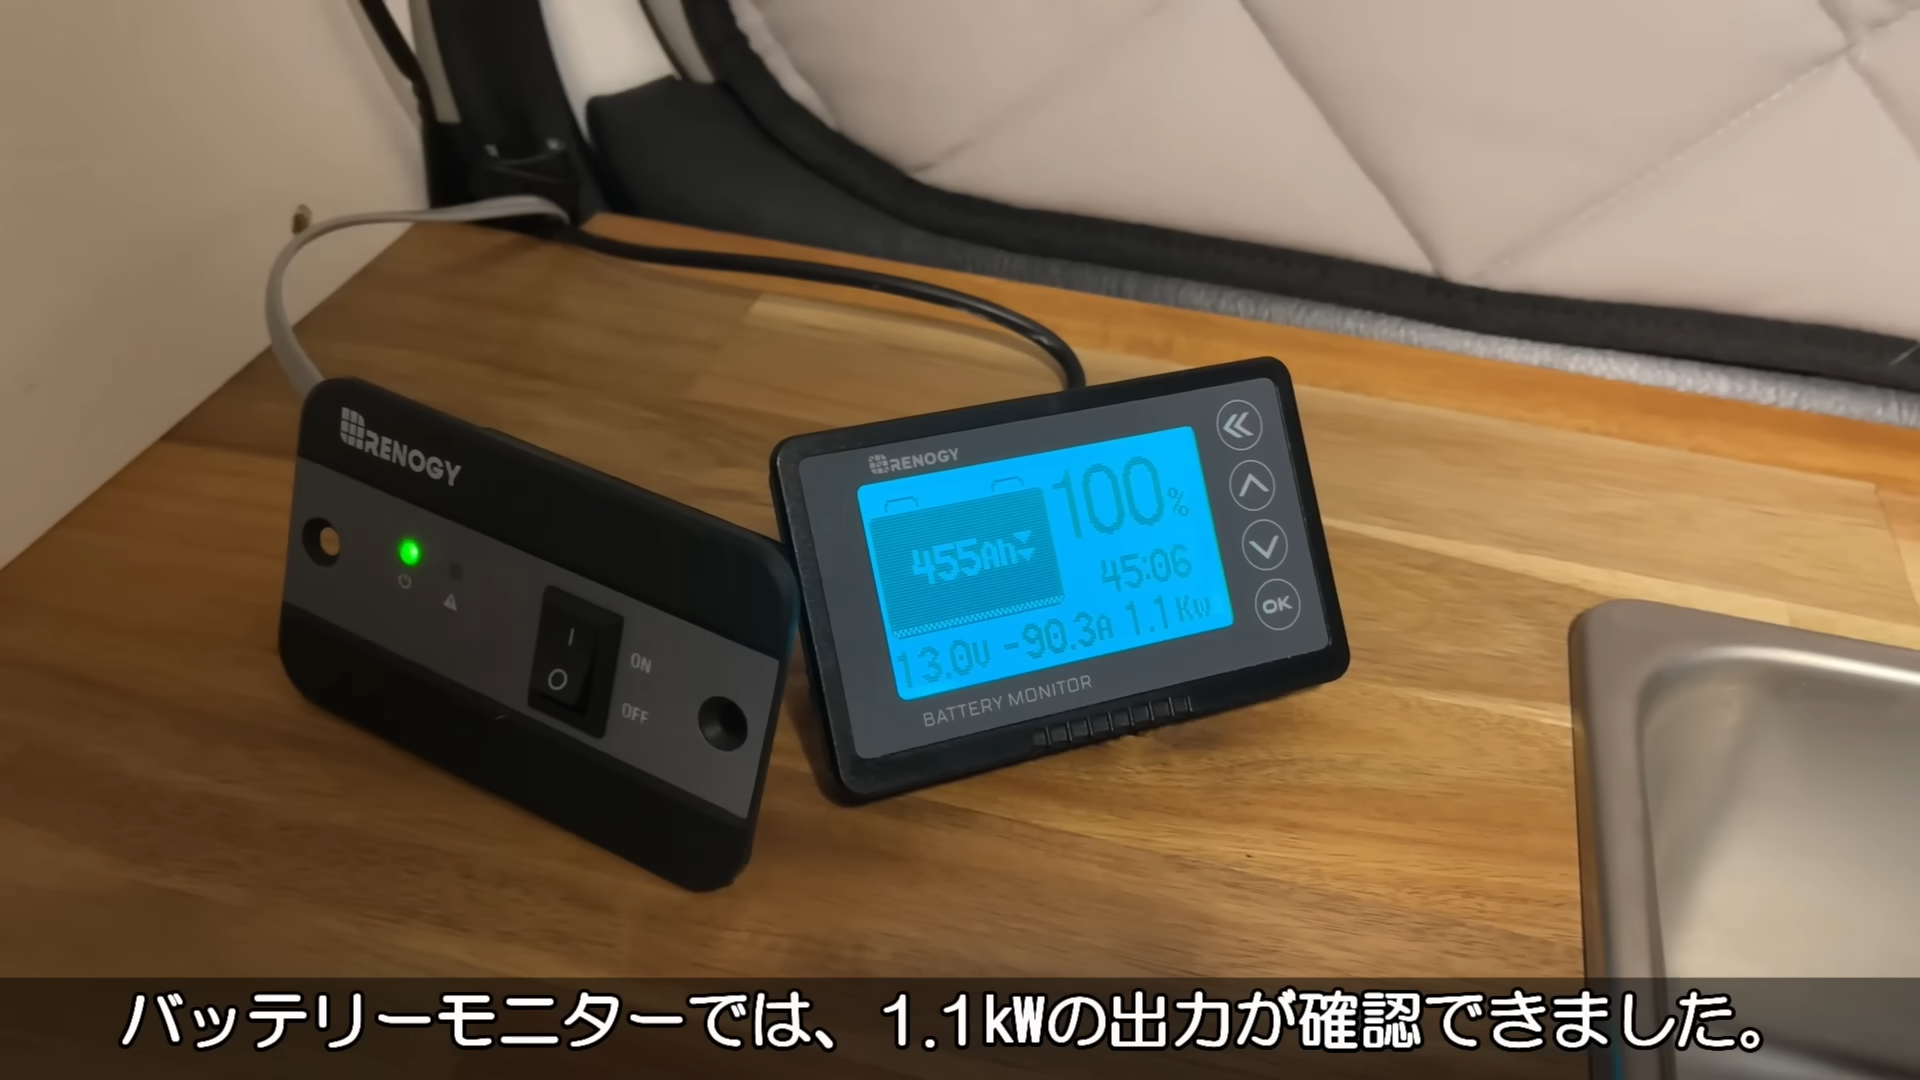 RENOGY
ON
OFF
RENOGY
100%
455Ah
45:06
13.0V -90.3A 1.1Kw
OK
BATTERY MONITOR
バッテリーモニターでは、1.1kWの出力が確認できました。